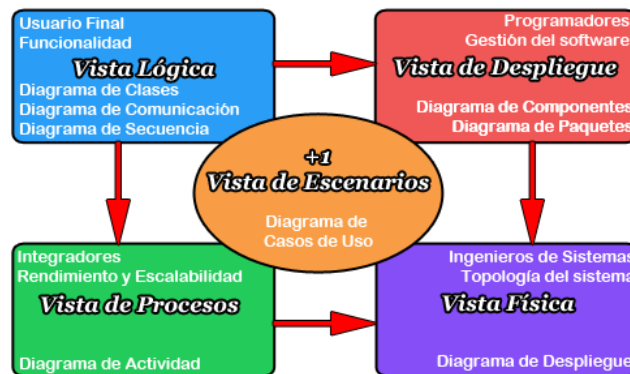 Usuario Final
Funcionalidad
Vista Lógica
Diagrama de Clases
Diagrama de Comunicación
Diagrama de Secuencia
Programadores
Gestión del software
Vista de Despliegue
Diagrama de Componentes
Diagrama de Paquetes
+1
Vista de Escenarios
Diagrama de
Casos de Uso
Integradores
Rendimiento y Escalabilidad
Vista de Procesos
Diagrama de Actividad
Ingenieros de Sistemas
Topología del sistema
Vista Física
Diagrama de Despliegue